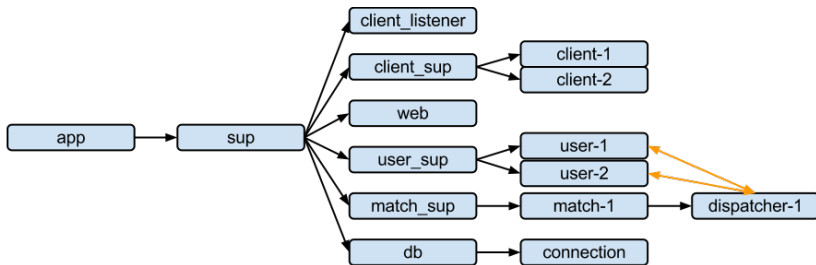 client_listener
client_sup
client-1
client-2
web
app
sup
user_sup
user-1
user-2
match_sup
match-1
dispatcher-1
db
connection